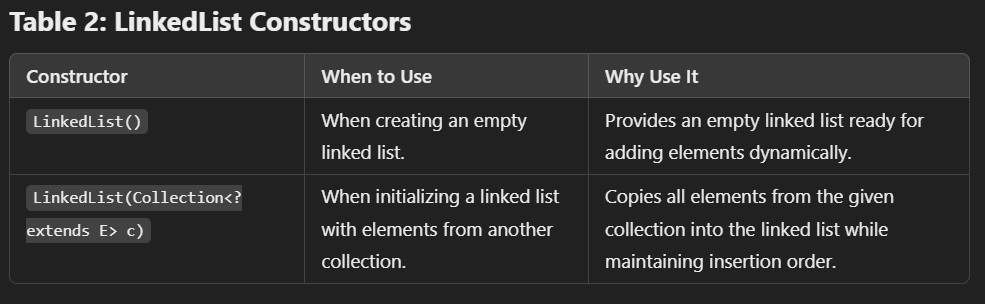 Table 2: LinkedList Constructors
Constructor
When to Use
Why Use It
LinkedList()
When creating an empty
linked list.
Provides an empty linked list ready for
adding elements dynamically.
LinkedList(Collection<?
extends E> c)
When initializing a linked list
with elements from another
collection.
Copies all elements from the given
collection into the linked list while
maintaining insertion order.